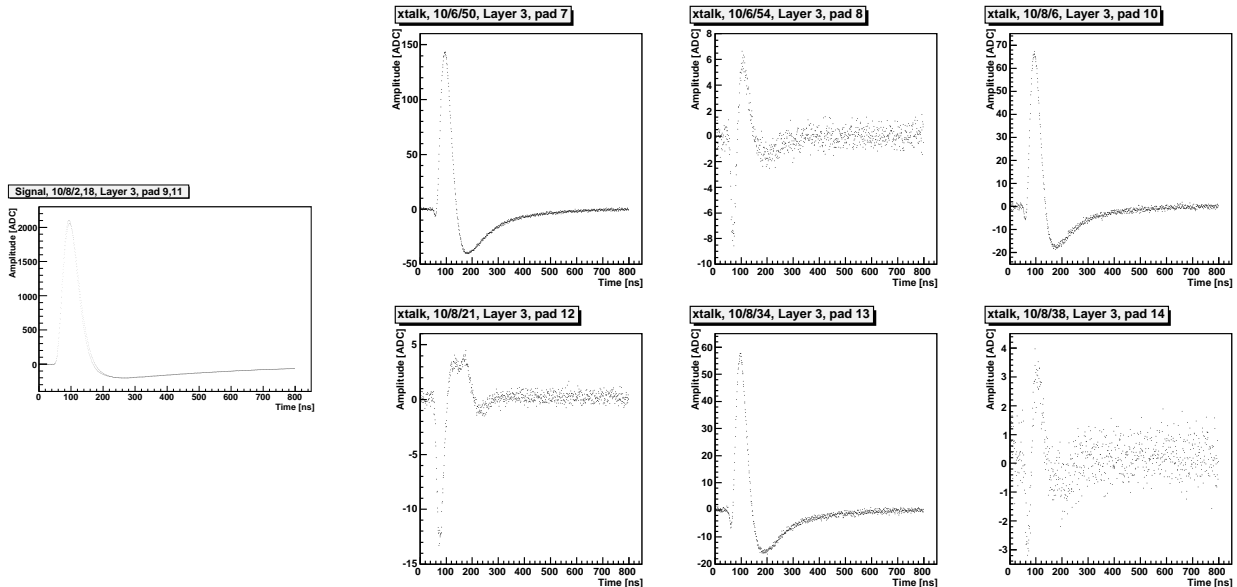 xtalk, 10/6/50, Layer 3, pad 7
Amplitude [ADC]
150
100
50
0
-50
0 100 200 300 400 500 600 700 800
Time [ns]
xtalk, 10/6/54, Layer 3, pad 8
Amplitude [ADC]
8
6
4
2
0
-2
-4
-6
-8
-10
0 100 200 300 400 500 600 700 800
Time [ns]
xtalk, 10/8/6, Layer 3, pad 10
Amplitude [ADC]
70
60
50
40
30
20
10
0
-10
-20
0 100 200 300 400 500 600 700 800
Time [ns]
Signal, 10/8/2,18, Layer 3, pad 9,11
Amplitude [ADC]
2000
1500
1000
500
0
0 100 200 300 400 500 600 700 800
Time [ns]
xtalk, 10/8/21, Layer 3, pad 12
Amplitude [ADC]
5
0
-5
-10
-15
0 100 200 300 400 500 600 700 800
Time [ns]
xtalk, 10/8/34, Layer 3, pad 13
Amplitude [ADC]
60
50
40
30
20
10
0
-10
-20
0 100 200 300 400 500 600 700 800
Time [ns]
xtalk, 10/8/38, Layer 3, pad 14
Amplitude [ADC]
4
3
2
1
0
-1
-2
-3
0 100 200 300 400 500 600 700 800
Time [ns]